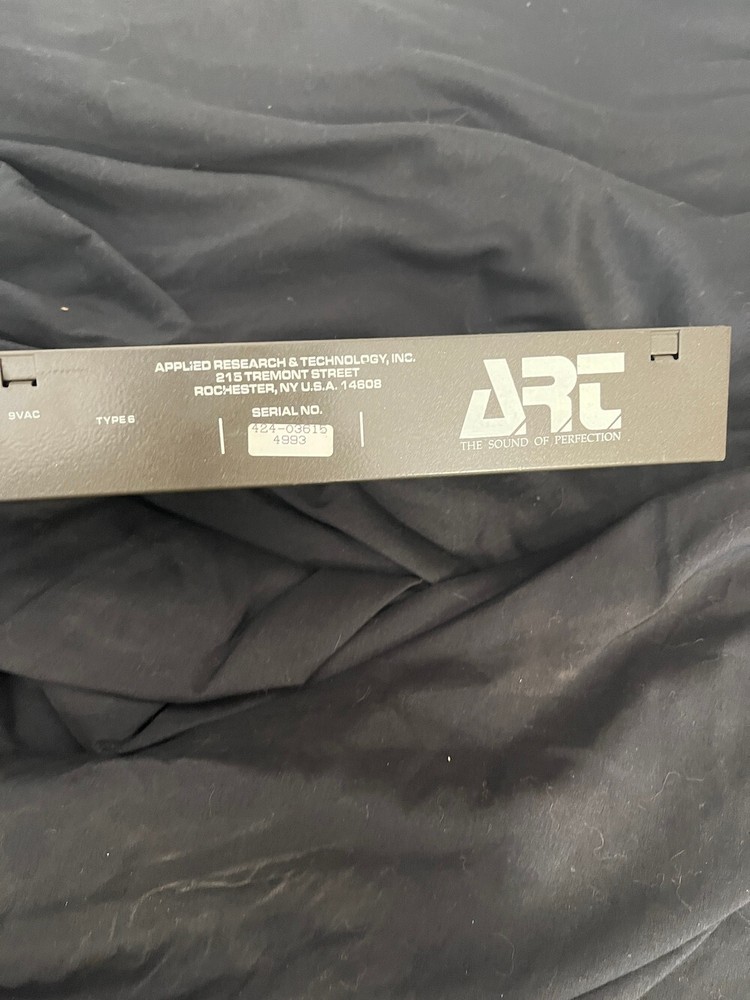 APPLIED RESEARCH & TECHNOLOGY, INC.
215 TREMONT STREET
ROCHESTER, NY U.S.A. 14608
9VAC
TYPE 6
SERIAL NO.
424-03615
4993
ART
THE SOUND OF PERFECTION